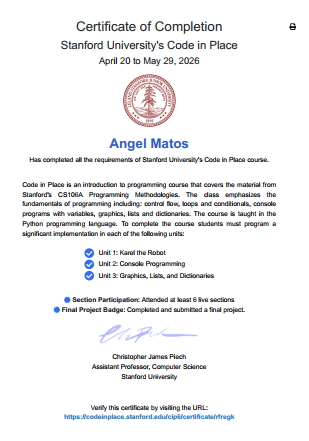 Certificate of Completion
Stanford University's Code in Place
April 20 to May 29, 2026
Angel Matos
Has completed all the requirements of Stanford University's Code in Place course.
Code in Place is an introduction to programming course that covers the material from
Stanford's CS106A Programming Methodologies. The class emphasizes the
fundamentals of programming including: control flow, loops and conditionals, console
programs with variables, graphics, lists and dictionaries. The course is taught in the
Python programming language. To complete the course students must program a
significant implementation in each of the following units:
Unit 1: Karel the Robot
Unit 2: Console Programming
Unit 3: Graphics, Lists, and Dictionaries
Section Participation: Attended at least 6 live sections
Final Project Badge: Completed and submitted a final project.
Christopher James Piech
Assistant Professor, Computer Science
Stanford University
Verify this certificate by visiting the URL:
https://codeinplace.stanford.edu/cip6/certificate/rfregk